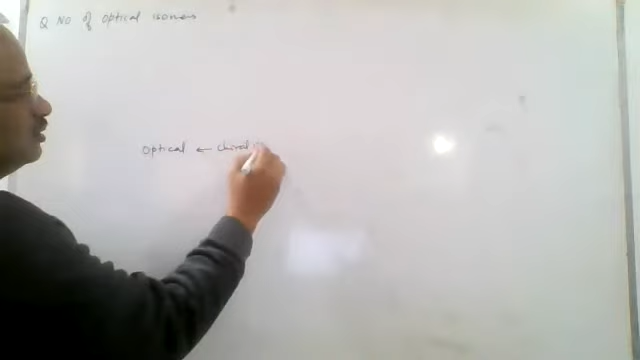 Q No of optical isomers
Optical ← chiral